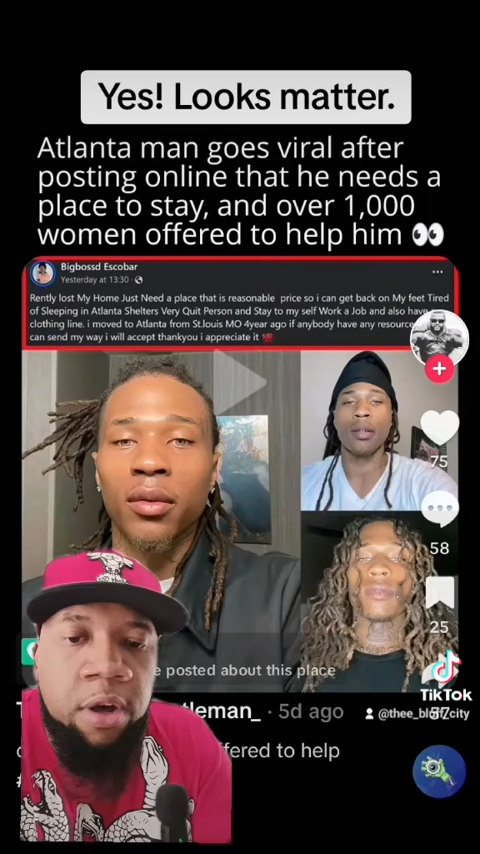 Yes! Looks matter.
Atlanta man goes viral after
posting online that he needs a
place to stay, and over 1,000
women offered to help him 👀
Bigbossd Escobar
Yesterday at 13:30
Rently lost My Home Just Need a place that is reasonable price so i can get back on My feet Tired
of Sleeping in Atlanta Shelters Very Quit Person and Stay to my self Work a Job and also have
clothing line. i moved to Atlanta from St.louis MO 4year ago if anybody have any resource
can send my way i will accept thankyou i appreciate it 💯
75
58
25
posted about this place
TikTok
tleman_ · 5d ago
@thee_bluff_city
ffered to help
#